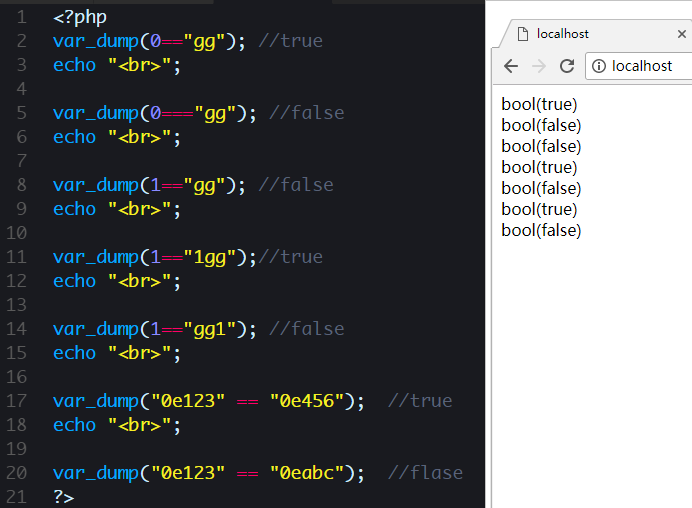 1 <?php
2 var_dump(0=="gg"); //true
3 echo "<br>";
4
5 var_dump(0==="gg"); //false
6 echo "<br>";
7
8 var_dump(1=="gg"); //false
9 echo "<br>";
10
11 var_dump(1=="1gg");//true
12 echo "<br>";
13
14 var_dump(1=="gg1"); //false
15 echo "<br>";
16
17 var_dump("0e123" == "0e456");  //true
18 echo "<br>";
19
20 var_dump("0e123" == "0eabc");  //flase
21 ?>
localhost
localhost
bool(true)
bool(false)
bool(false)
bool(true)
bool(false)
bool(true)
bool(false)